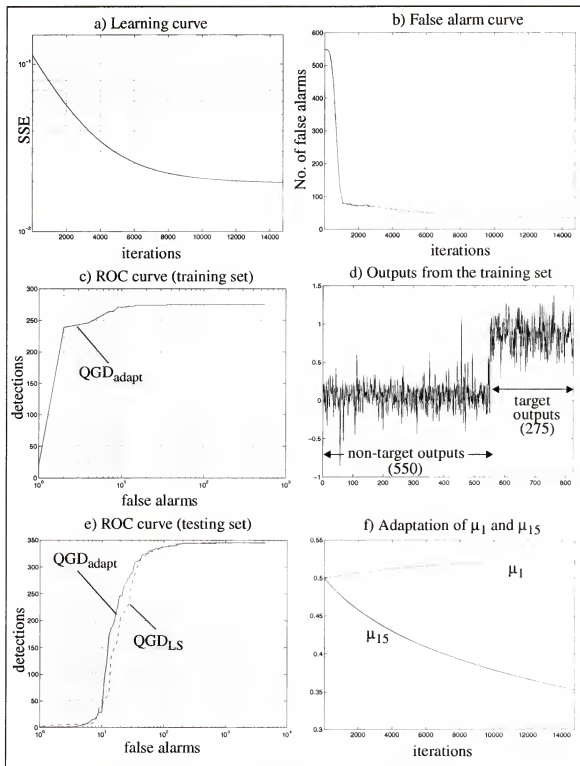 a) Learning curve
SSE
10⁻¹
10⁻²
2000 4000 6000 8000 10000 12000 14000
iterations
b) False alarm curve
No. of false alarms
600
500
400
300
200
100
0
0 2000 4000 6000 8000 10000 12000 14000
iterations
c) ROC curve (training set)
detections
250
200
150
100
50
0
QGD_adapt
10⁰ 10¹ 10² 10³
false alarms
d) Outputs from the training set
1.5
1
0.5
0
−0.5
−1
target
outputs
(275)
non-target outputs
(550)
0 100 200 300 400 500 600 700 800
e) ROC curve (testing set)
detections
350
300
250
200
150
100
50
0
QGD_adapt
QGD_LS
10⁰ 10¹ 10² 10³ 10⁴
false alarms
f) Adaptation of μ₁ and μ₁₅
0.55
0.5
0.45
0.4
0.35
0.3
μ₁
μ₁₅
0 2000 4000 6000 8000 10000 12000 14000
iterations